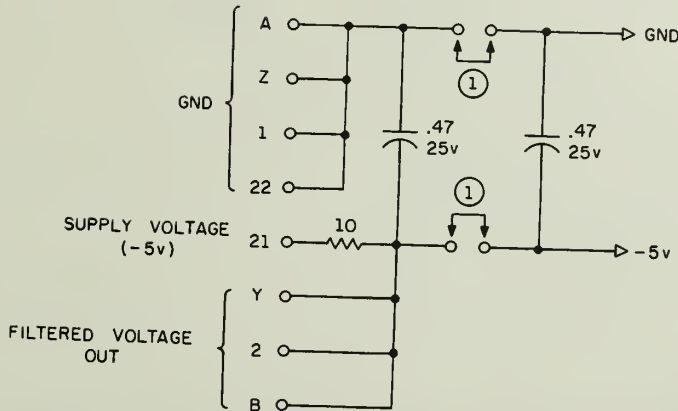 A
GND
1
Z
GND
.47
25v
.47
25v
1
22
1
SUPPLY VOLTAGE
(-5v)
21
10
-5v
Y
FILTERED VOLTAGE
OUT
2
B